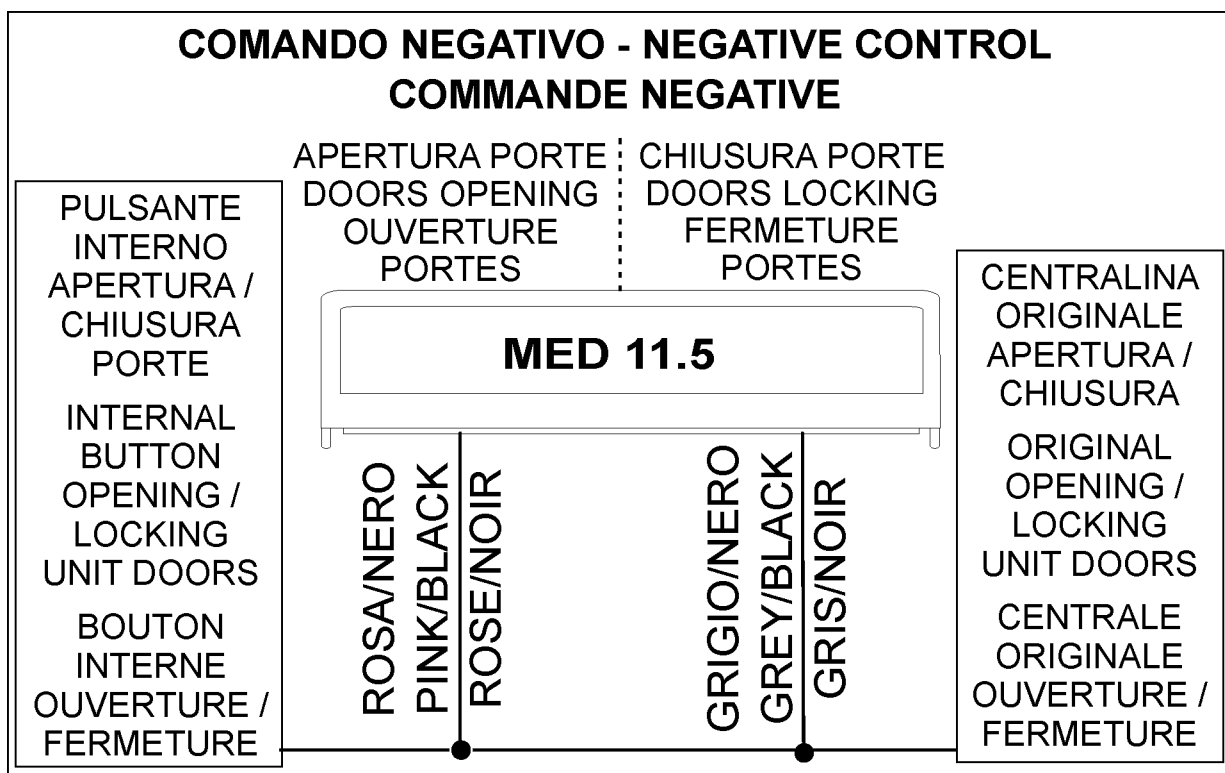 COMANDO NEGATIVO - NEGATIVE CONTROL
COMMANDE NEGATIVE
APERTURA PORTE
DOORS OPENING
OUVERTURE
PORTES
CHIUSURA PORTE
DOORS LOCKING
FERMETURE
PORTES
PULSANTE
INTERNO
APERTURA /
CHIUSURA
PORTE
INTERNAL
BUTTON
OPENING /
LOCKING
UNIT DOORS
BOUTON
INTERNE
OUVERTURE /
FERMETURE
MED 11.5
ROSA/NERO
PINK/BLACK
ROSE/NOIR
GRIGIO/NERO
GREY/BLACK
GRIS/NOIR
CENTRALINA
ORIGINALE
APERTURA /
CHIUSURA
ORIGINAL
OPENING /
LOCKING
UNIT DOORS
CENTRALE
ORIGINALE
OUVERTURE /
FERMETURE